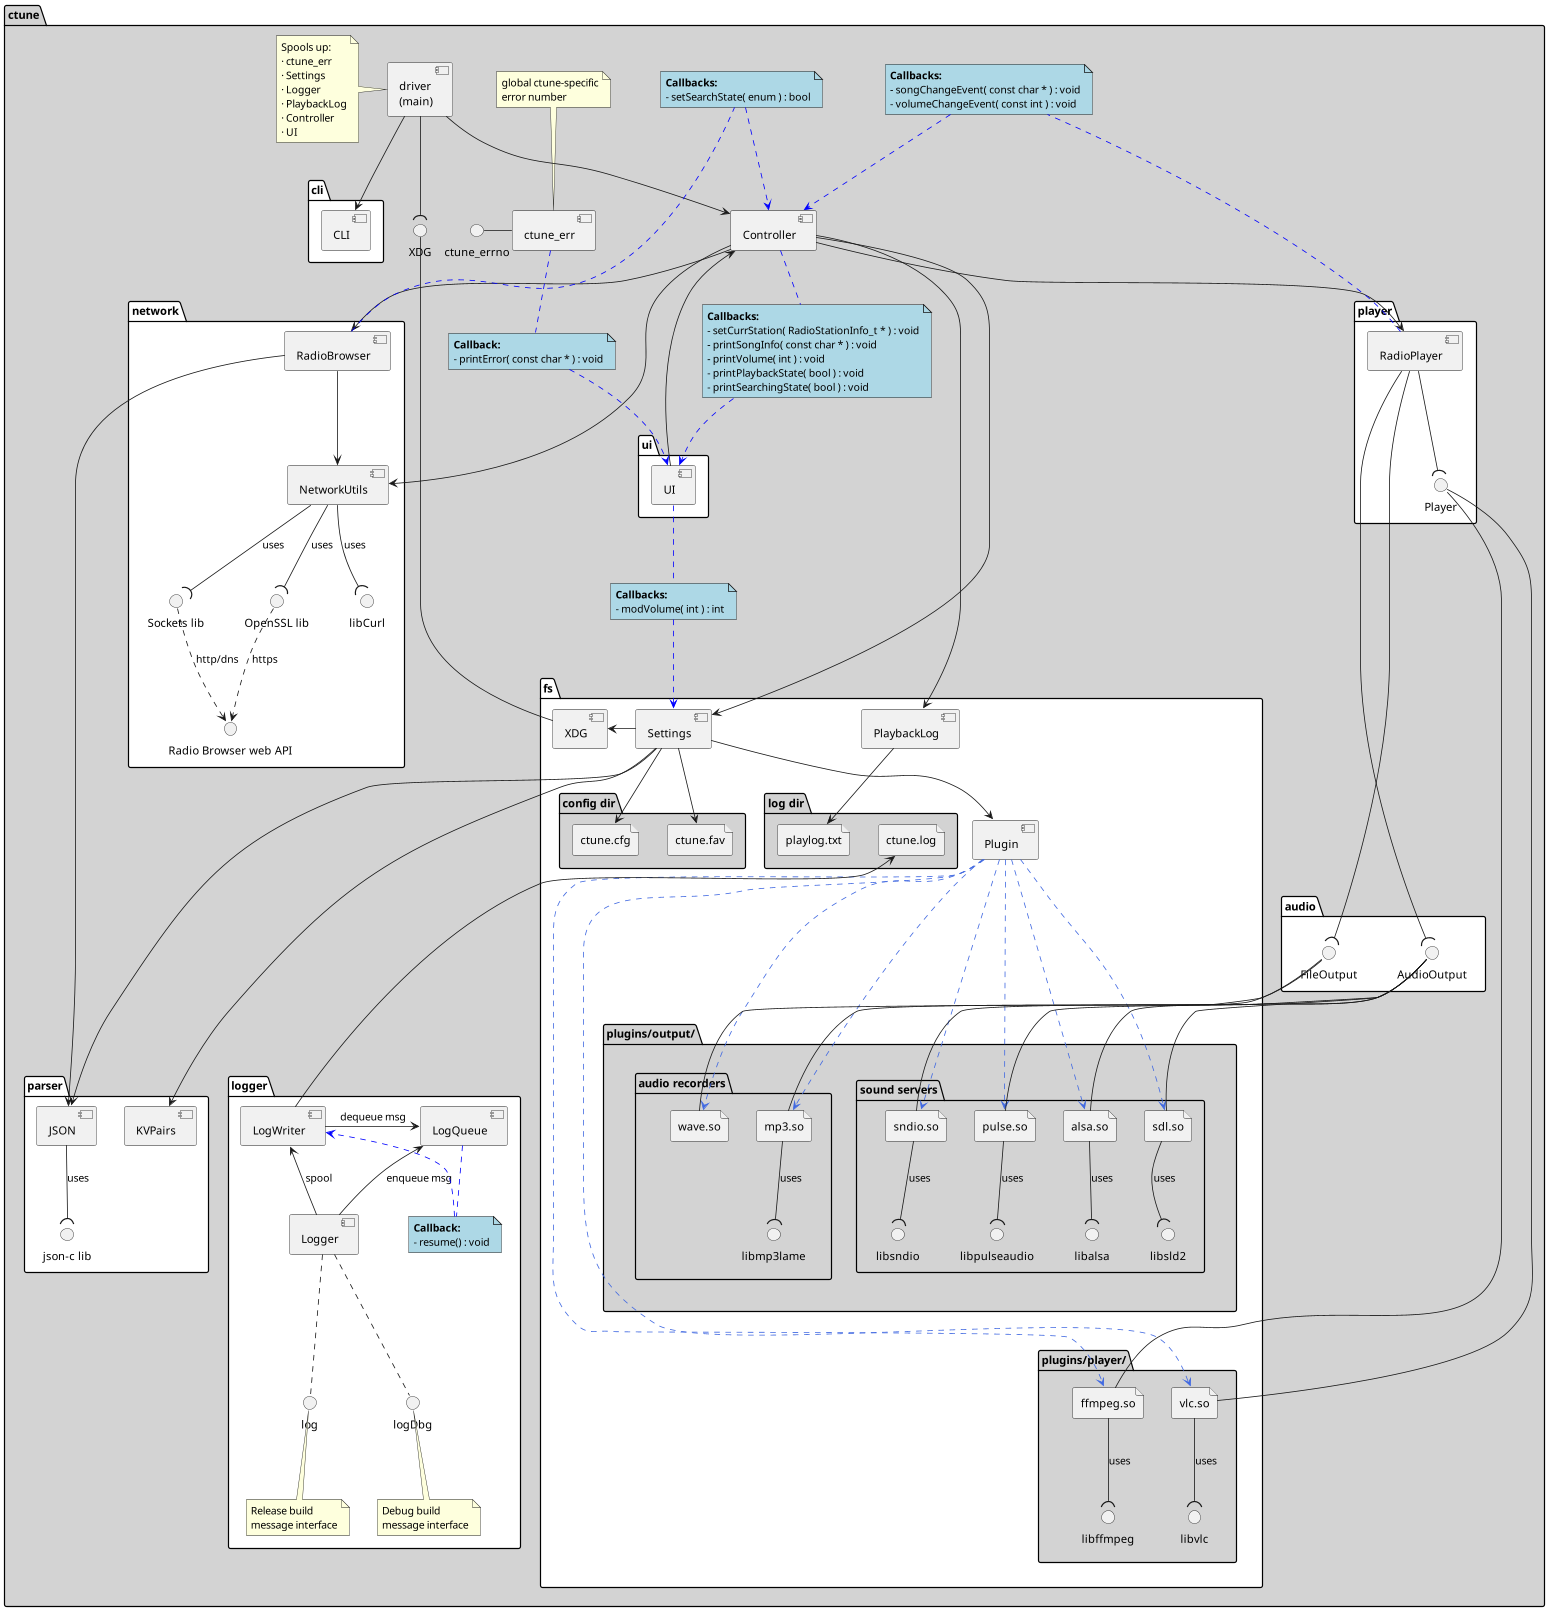 ctune
Spools up:
· ctune_err
· Settings
· Logger
· PlaybackLog
· Controller
· UI
driver
(main)
global ctune-specific
error number
Callbacks:
- setSearchState( enum ) : bool
Callbacks:
- songChangeEvent( const char * ) : void
- volumeChangeEvent( const int ) : void
cli
CLI
XDG
ctune_errno
ctune_err
Controller
network
RadioBrowser
Callback:
- printError( const char * ) : void
Callbacks:
- setCurrStation( RadioStationInfo_t * ) : void
- printSongInfo( const char * ) : void
- printVolume( int ) : void
- printPlaybackState( bool ) : void
- printSearchingState( bool ) : void
player
RadioPlayer
ui
UI
NetworkUtils
Player
uses
uses
uses
Sockets lib
OpenSSL lib
libCurl
Callbacks:
- modVolume( int ) : int
http/dns
https
Radio Browser web API
fs
XDG
Settings
PlaybackLog
config dir
ctune.cfg
ctune.fav
log dir
playlog.txt
ctune.log
Plugin
audio
FileOutput
AudioOutput
plugins/output/
audio recorders
wave.so
mp3.so
uses
libmp3lame
sound servers
sndio.so
pulse.so
alsa.so
sdl.so
uses
uses
uses
uses
libsndio
libpulseaudio
libalsa
libsld2
parser
JSON
KVPairs
uses
json-c lib
logger
LogWriter
dequeue msg
LogQueue
spool
enqueue msg
Logger
Callback:
- resume() : void
log
logDbg
Release build
message interface
Debug build
message interface
plugins/player/
ffmpeg.so
vlc.so
uses
uses
libffmpeg
libvlc